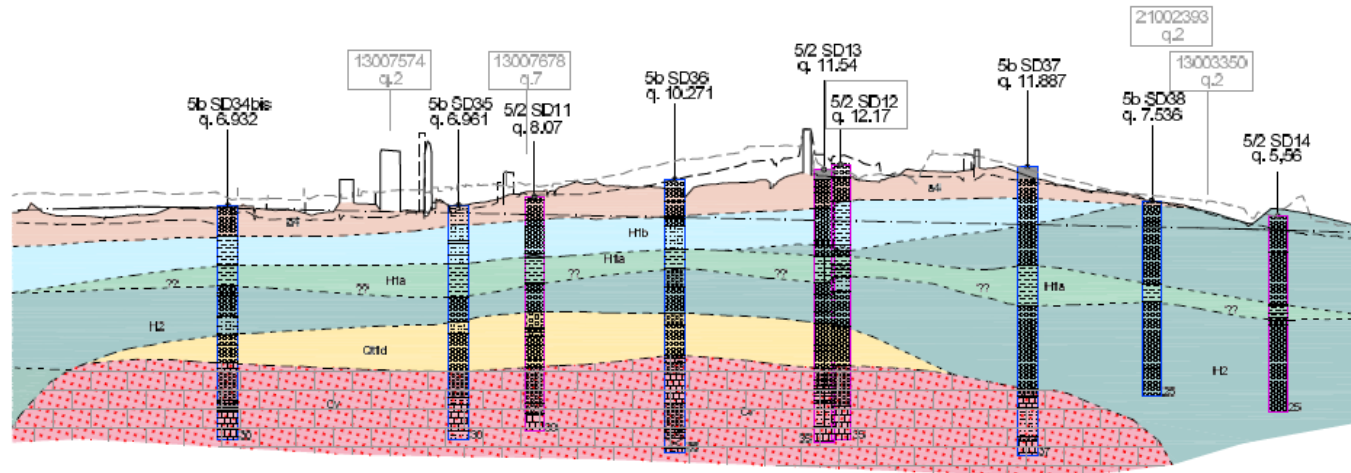 21002393
q.2
13007574
q.2
13007678
q.7
5/2 SD13
q. 11.54
5b SD37
q. 11.887
13003350
q.2
5b SD34bis
q. 6.932
5b SD35
q. 6.961
5/2 SD11
q. 8.07
5b SD36
q. 10.271
5/2 SD12
q. 12.17
5b SD38
q. 7.536
5/2 SD14
q. 5.56
a4
a4
H1b
H1a
H1a
H1a
??
??
??
??
??
??
H2
H2
Qtfld
Cv
Cv
30
30
30
35
37
25
25